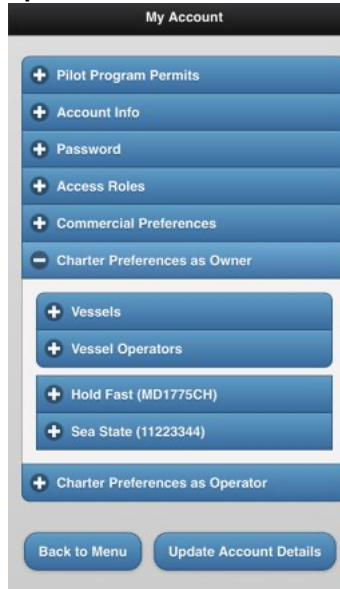 My Account
Pilot Program Permits
Account Info
Password
Access Roles
Commercial Preferences
Charter Preferences as Owner
Vessels
Vessel Operators
Hold Fast (MD1775CH)
Sea State (11223344)
Charter Preferences as Operator
Back to Menu Update Account Details